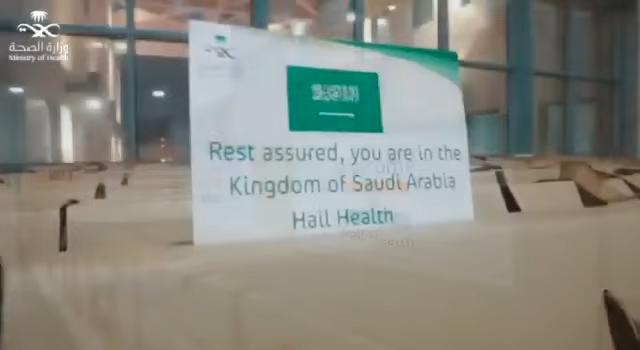 وزارة الصحة
Ministry of Health
Rest assured, you are in the
Kingdom of Saudi Arabia
Hail Health